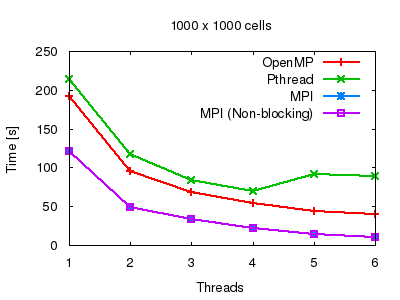 1000 x 1000 cells
250
200
150
100
50
0
Time [s]
OpenMP
Pthread
MPI
MPI (Non-blocking)
1 2 3 4 5 6
Threads